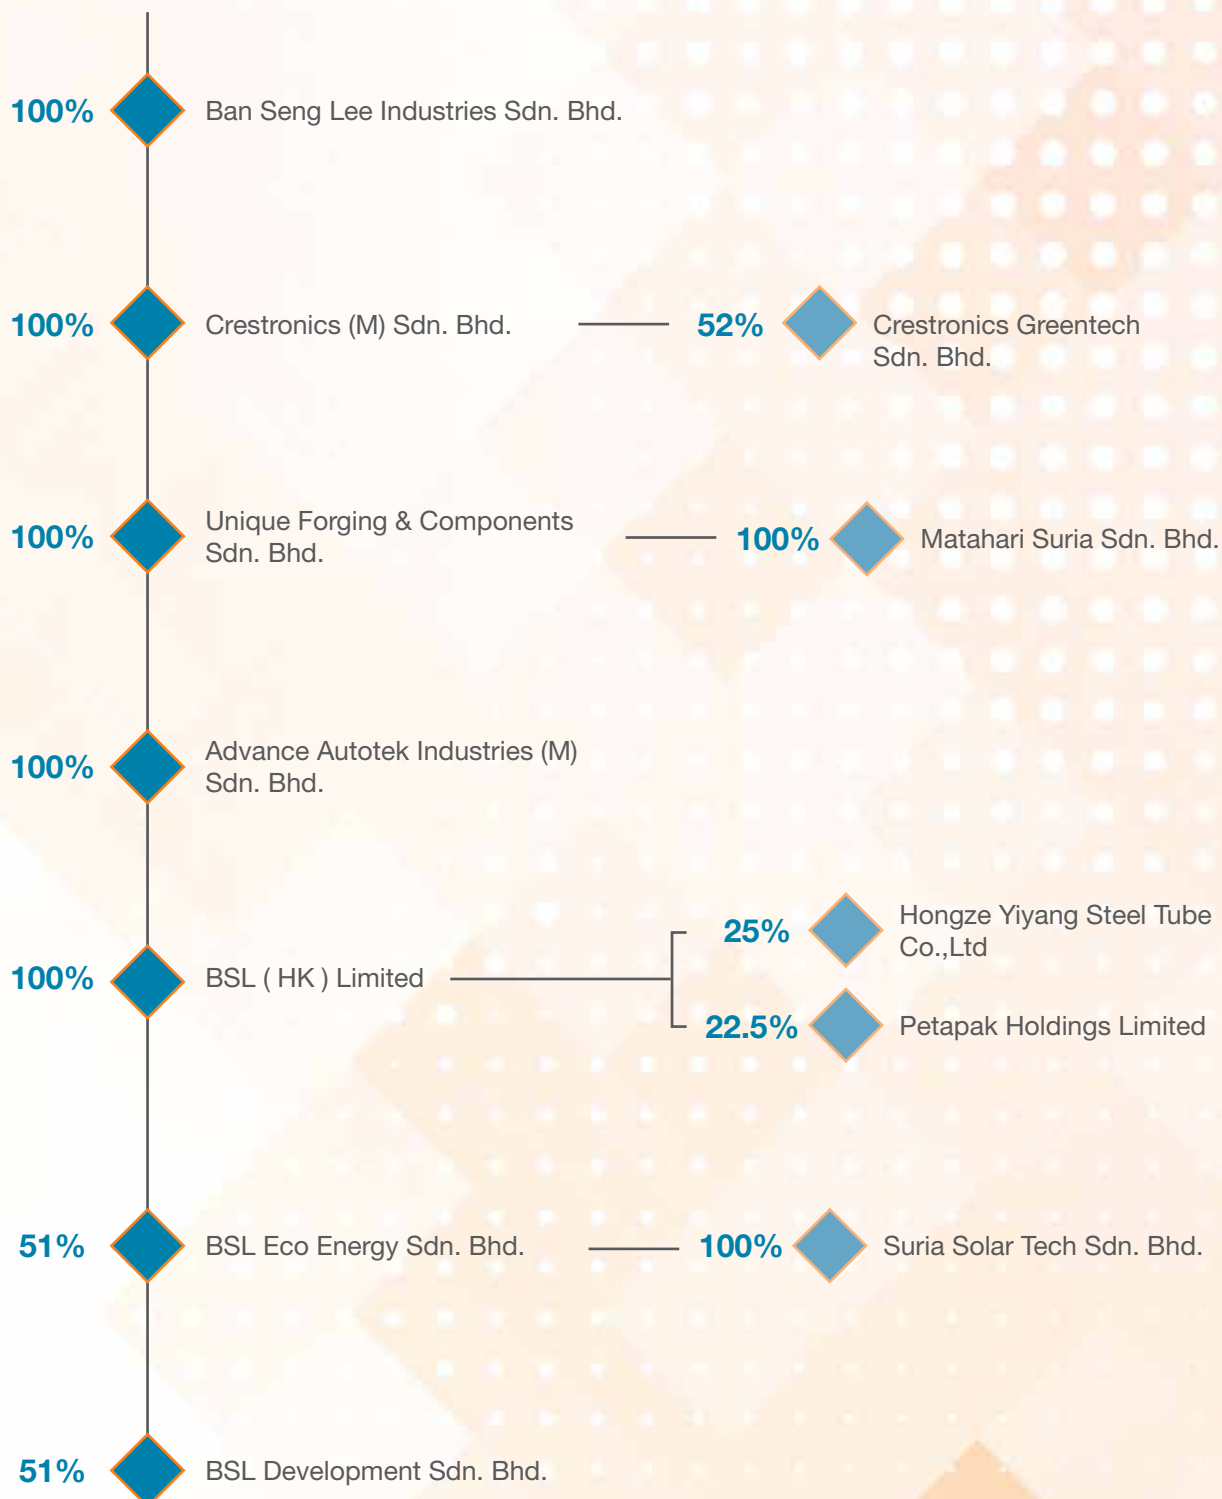 100% Ban Seng Lee Industries Sdn. Bhd.
100% Crestronics (M) Sdn. Bhd. 52% Crestronics Greentech
Sdn. Bhd.
100% Unique Forging & Components
Sdn. Bhd.
100% Matahari Suria Sdn. Bhd.
100% Advance Autotek Industries (M)
Sdn. Bhd.
100% BSL ( HK ) Limited
25% Hongze Yiyang Steel Tube
Co.,Ltd
22.5% Petapak Holdings Limited
51% BSL Eco Energy Sdn. Bhd. 100% Suria Solar Tech Sdn. Bhd.
51% BSL Development Sdn. Bhd.